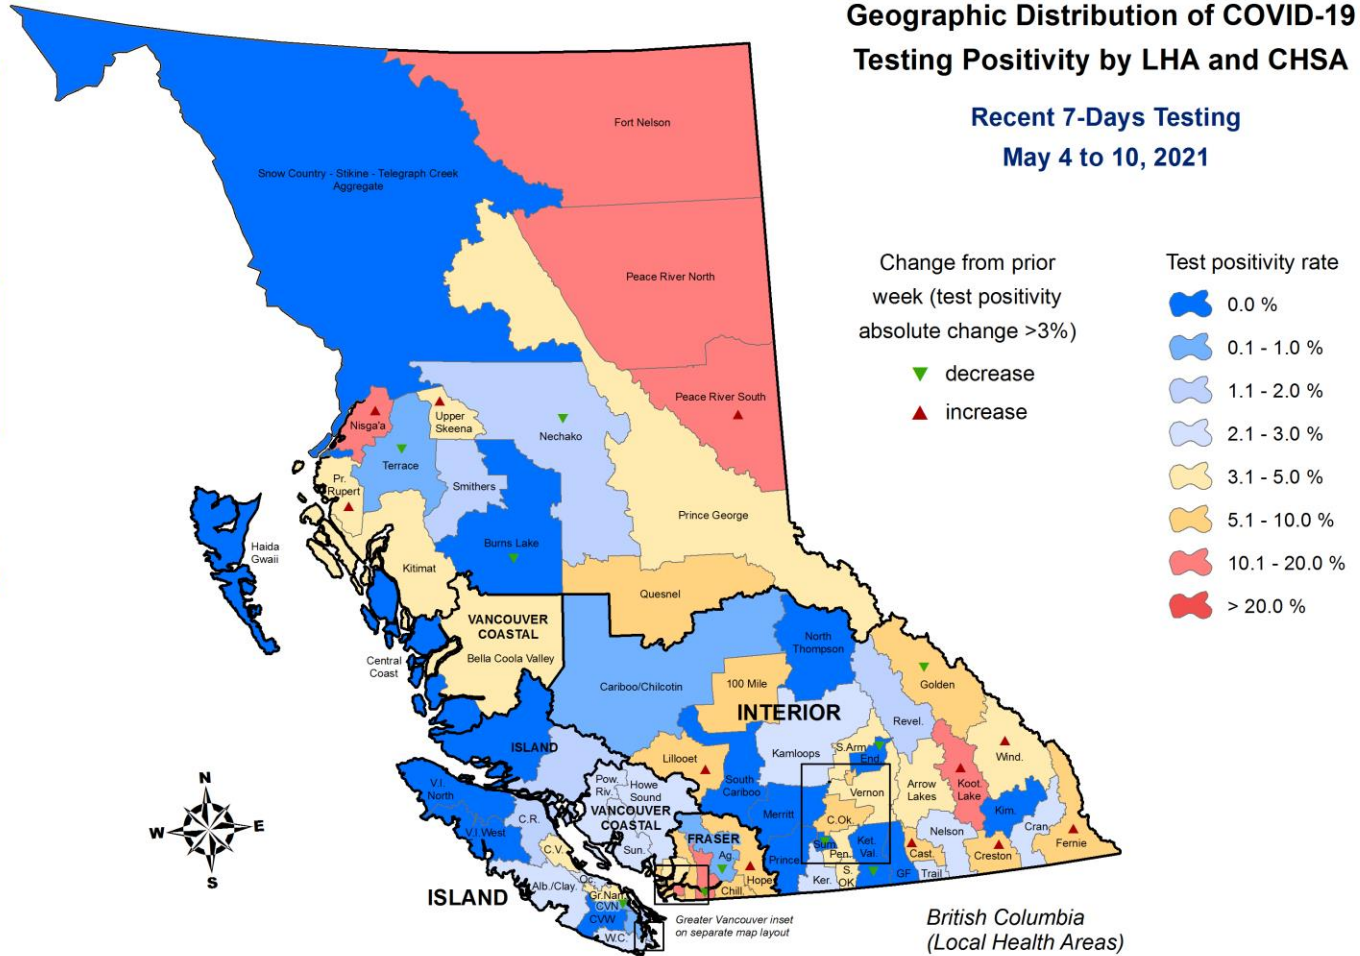 Geographic Distribution of COVID-19
Testing Positivity by LHA and CHSA
Recent 7-Days Testing
May 4 to 10, 2021
Change from prior
week (test positivity
absolute change >3%)
decrease
increase
Test positivity rate
0.0 %
0.1 - 1.0 %
1.1 - 2.0 %
2.1 - 3.0 %
3.1 - 5.0 %
5.1 - 10.0 %
10.1 - 20.0 %
> 20.0 %
Fort Nelson
Snow Country - Stikine - Telegraph Creek
Aggregate
Peace River North
Peace River South
Nisga'a
Upper
Skeena
Nechako
Terrace
Pr.
Rupert
Smithers
Prince George
Haida
Gwaii
Burns Lake
Kitimat
Quesnel
VANCOUVER
COASTAL
Bella Coola Valley
Central
Coast
North
Thompson
Cariboo/Chilcotin
100 Mile
Golden
INTERIOR
Revel.
ISLAND
Lillooet
Kamloops
S.Arm
End.
Wind.
V.I.
North
Pow.
Riv.
Howe
Sound
South
Cariboo
Vernon
Arrow
Lakes
Koot.
Lake
VANCOUVER
COASTAL
C.R.
V.I.West
Merritt
C.Ok.
Kim.
Cran.
Nelson
FRASER
C.V.
Sun.
Ag.
Prince
Sum.
Pen.
Ket.
Val.
Cast.
Creston
Fernie
Alb./Clay.
Oc.
Gr.Nan
CVN
CVW
W.C.
Hope
Chill.
Ker.
S.
OK
GF
Trail
ISLAND
Greater Vancouver inset
on separate map layout
British Columbia
(Local Health Areas)
N
W
E
S